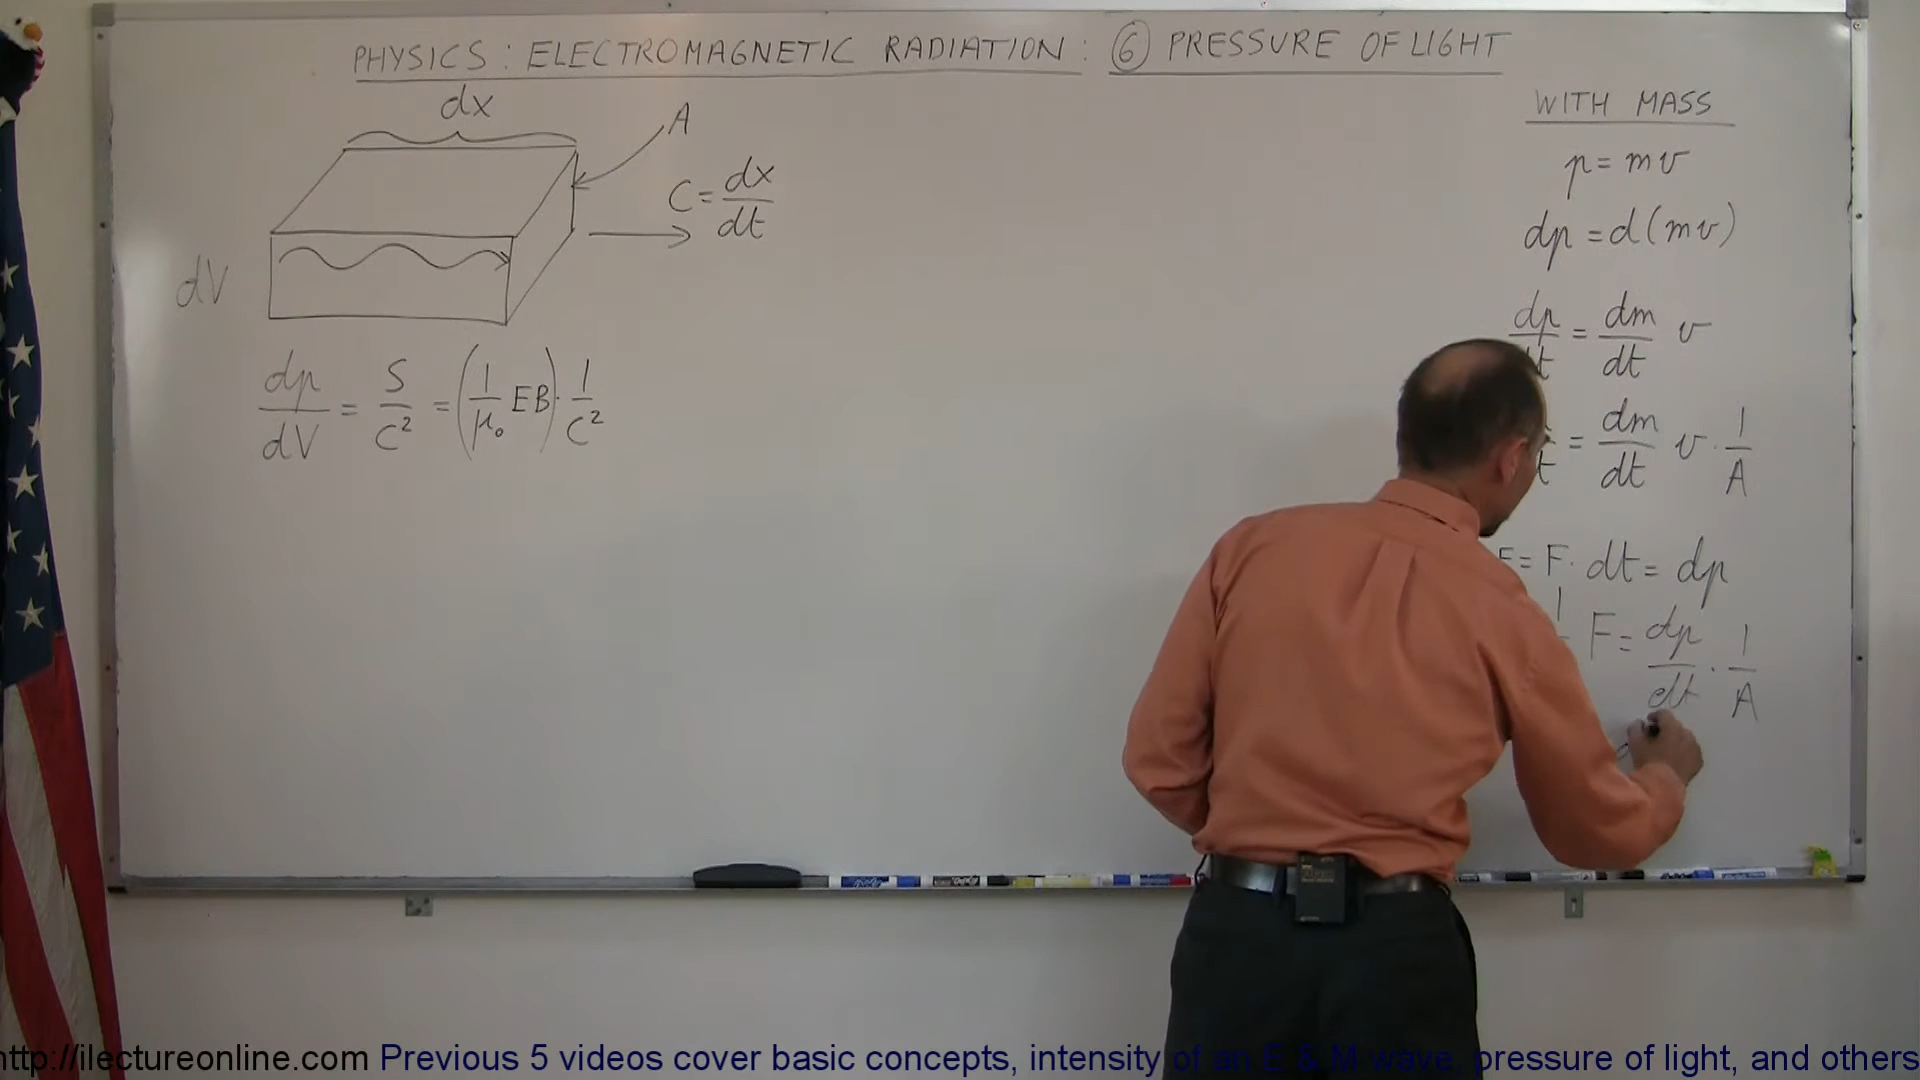 PHYSICS : ELECTROMAGNETIC RADIATION : ⑥ PRESSURE OF LIGHT
dx
A
C = dx/dt
dV
dp/dV = S/C² = (1/μ₀ EB) · 1/C²
WITH MASS
p = mv
dp = d(mv)
dp/dt = dm/dt v
= dm/dt v · 1/A
= F · dt = dp
F = dp/dt · 1/A
http://ilectureonline.com Previous 5 videos cover basic concepts, intensity of an E & M wave, pressure of light, and others